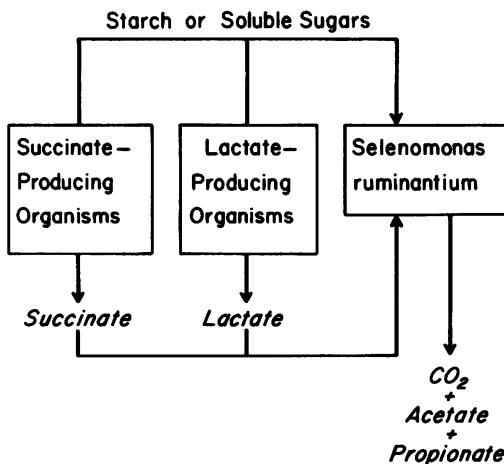 Starch or Soluble Sugars
Succinate-
Producing
Organisms
Lactate-
Producing
Organisms
Selenomonas
ruminantium
Succinate
Lactate
CO₂
+
Acetate
+
Propionate